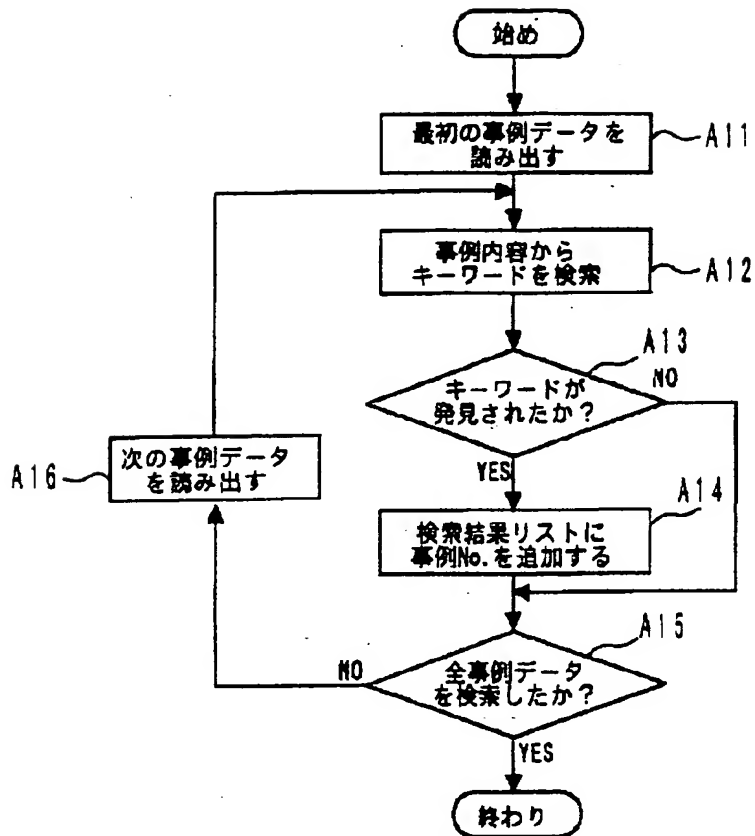 始め
最初の事例データを
読み出す
A11
事例内容から
キーワードを検索
A12
A13
キーワードが
発見されたか?
NO
YES
A14
検索結果リストに
事例No.を追加する
A15
全事例データ
を検索したか?
NO
YES
A16
次の事例データ
を読み出す
終わり